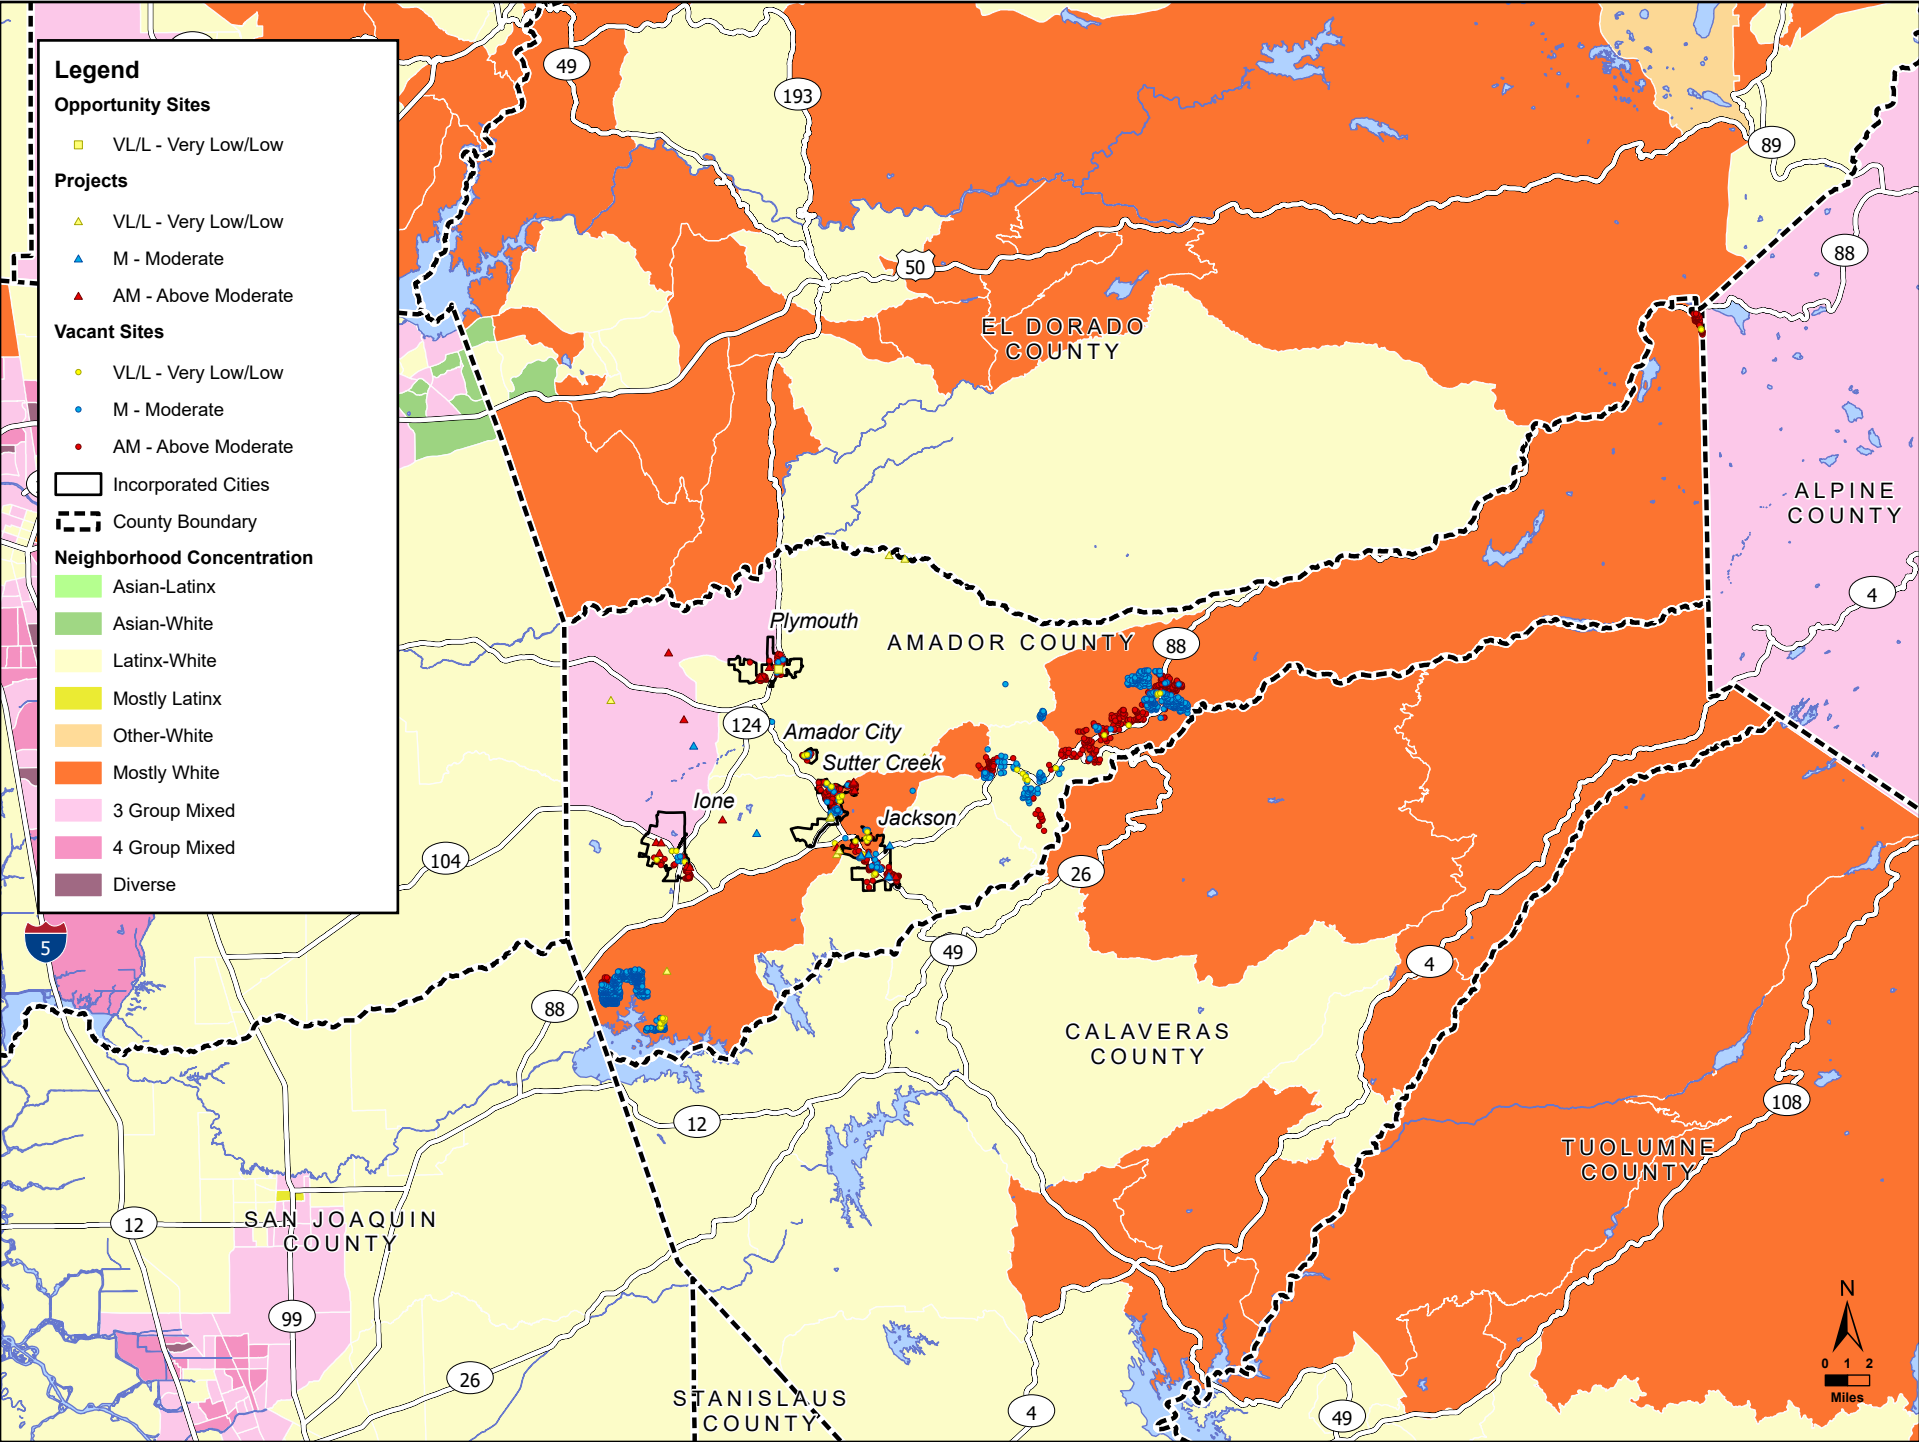 Legend
Opportunity Sites
VL/L - Very Low/Low
Projects
VL/L - Very Low/Low
M - Moderate
AM - Above Moderate
Vacant Sites
VL/L - Very Low/Low
M - Moderate
AM - Above Moderate
Incorporated Cities
County Boundary
Neighborhood Concentration
Asian-Latinx
Asian-White
Latinx-White
Mostly Latinx
Other-White
Mostly White
3 Group Mixed
4 Group Mixed
Diverse
49
193
89
50
88
EL DORADO
COUNTY
ALPINE
COUNTY
4
Plymouth
AMADOR COUNTY
88
124
Amador City
Sutter Creek
Ione
Jackson
104
26
5
49
4
88
CALAVERAS
COUNTY
12
108
TUOLUMNE
COUNTY
12
SAN JOAQUIN
COUNTY
99
26
STANISLAUS
COUNTY
4
49
N
0 1 2
Miles